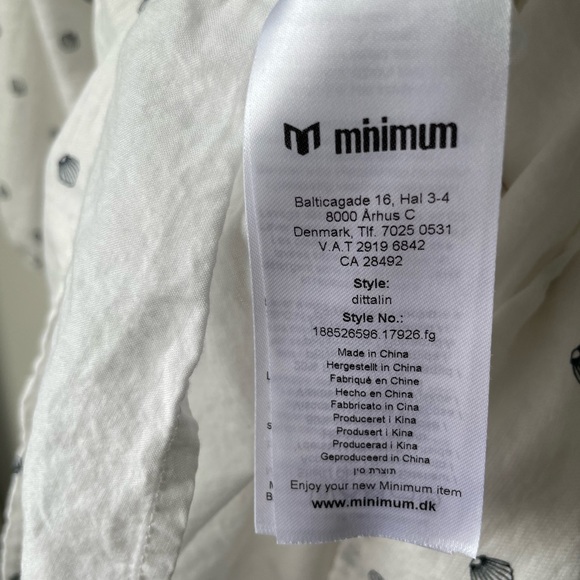 minimum
Balticagade 16, Hal 3-4
8000 Århus C
Denmark, Tlf. 7025 0531
V.A.T 2919 6842
CA 28492
Style:
dittalin
Style No.:
188526596.17926.fg
Made in China
Hergestellt in China
Fabriqué en Chine
Hecho en China
Fabbricato in Cina
Produceret i Kina
Produsert i Kina
Producerad i Kina
Geproduceerd in China
תוצרת סין
Enjoy your new Minimum item
www.minimum.dk